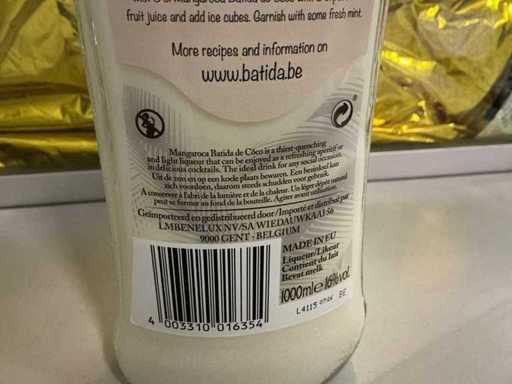 fruit juice and add ice cubes. Garnish with some fresh mint.
More recipes and information on
www.batida.be
Mangaroca Batida de Côco is a thirst-quenching
and light liqueur that can be enjoyed as a refreshing aperitif or
in delicious cocktails. The ideal drink for any social occasion.
Uit de zon en op een koele plaats bewaren. Een bezinksel kan
zich voordoen, daarom steeds schudden voor gebruik.
A conserver à l'abri de la lumière et de la chaleur. Un léger dépôt naturel
peut se former au fond de la bouteille. Agiter avant utilisation.
Geïmporteerd en gedistribueerd door/Importé et distribué par
LMBENELUX NV/SA WIEDAUWKAAI 56
9000 GENT - BELGIUM
MADE IN EU
Liqueur/Likeur
Contient du lait
Bevat melk
1000ml e 16%vol.
L4115 BE
4 003310 016354